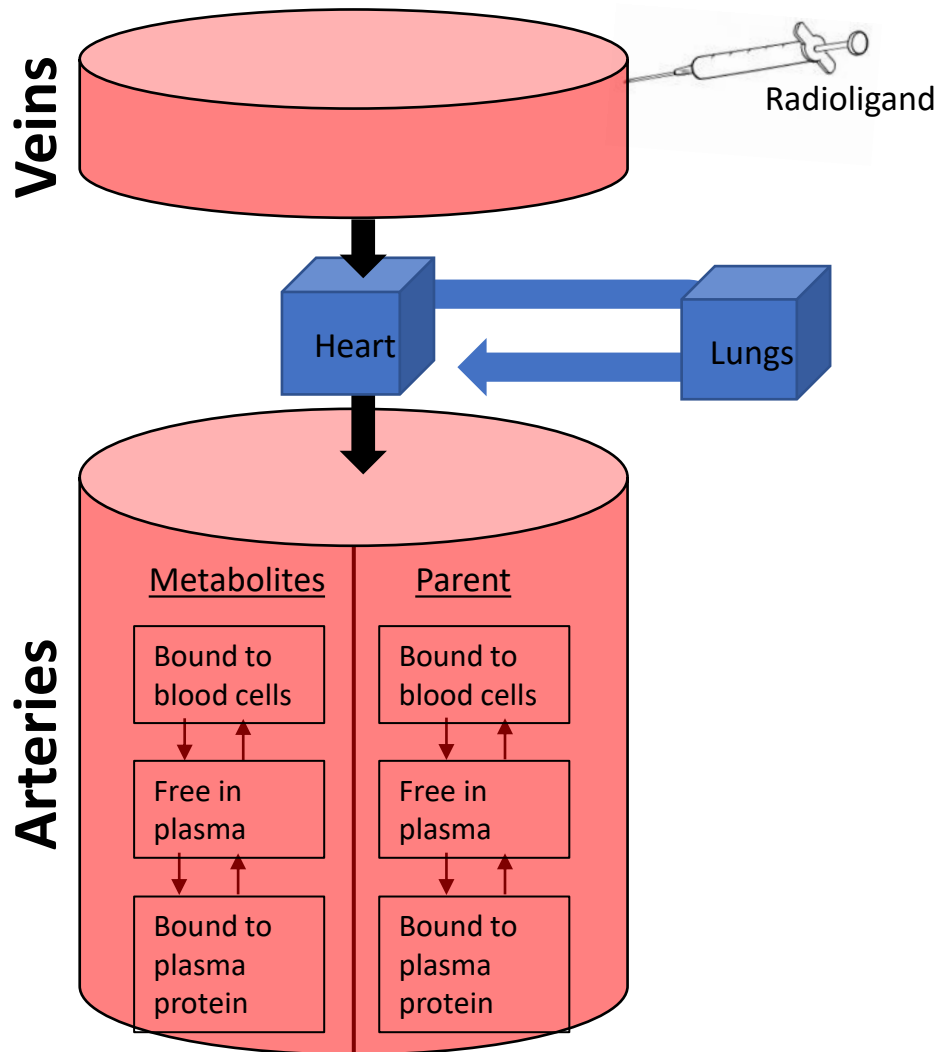 Veins
Radioligand
Heart
Lungs
Arteries
Metabolites
Bound to
blood cells
Free in
plasma
Bound to
plasma
protein
Parent
Bound to
blood cells
Free in
plasma
Bound to
plasma
protein